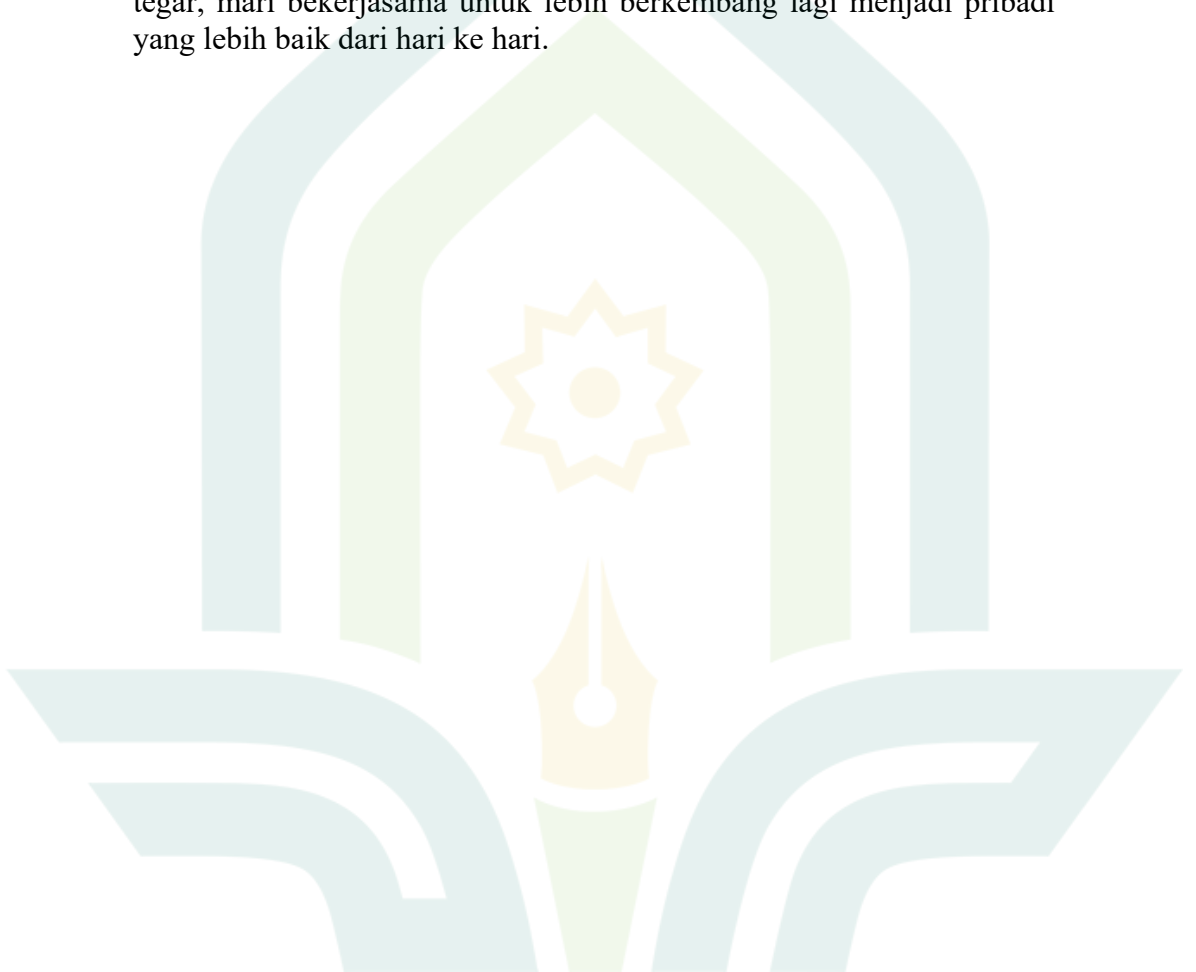 tegar, mari bekerjasama untuk lebih berkembang lagi menjadi pribadi
yang lebih baik dari hari ke hari.